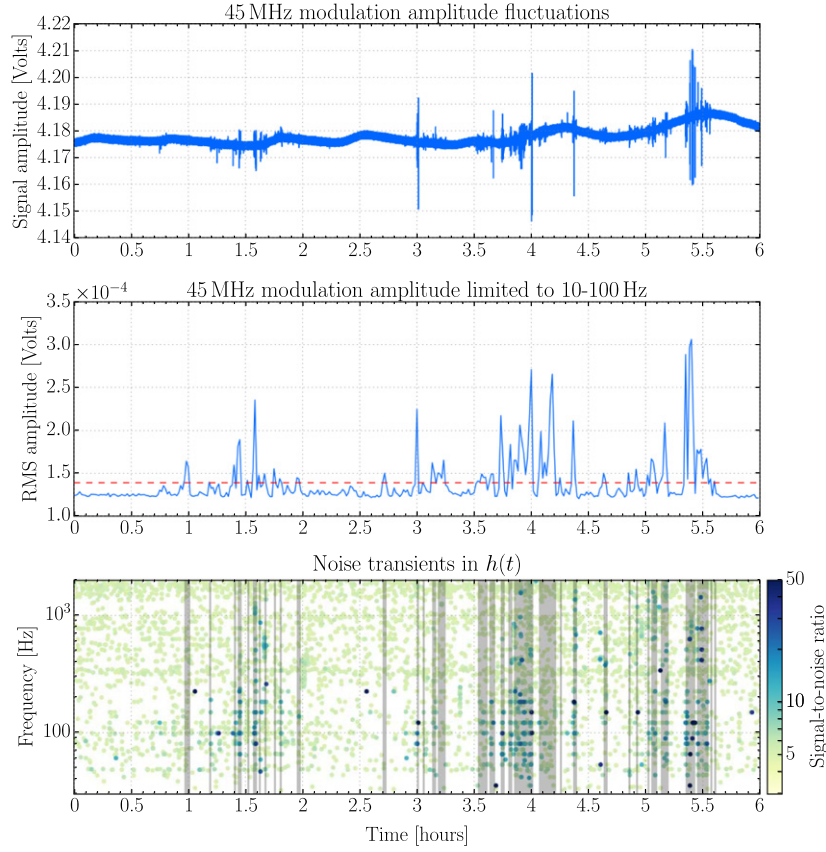 45 MHz modulation amplitude fluctuations
Signal amplitude [Volts]
4.22
4.21
4.20
4.19
4.18
4.17
4.16
4.15
4.14
0 0.5 1 1.5 2 2.5 3 3.5 4 4.5 5 5.5 6
×10⁻⁴
45 MHz modulation amplitude limited to 10-100 Hz
RMS amplitude [Volts]
3.5
3.0
2.5
2.0
1.5
1.0
0 0.5 1 1.5 2 2.5 3 3.5 4 4.5 5 5.5 6
Noise transients in h(t)
Frequency [Hz]
10³
100
0 0.5 1 1.5 2 2.5 3 3.5 4 4.5 5 5.5 6
Time [hours]
50
10
5
Signal-to-noise ratio